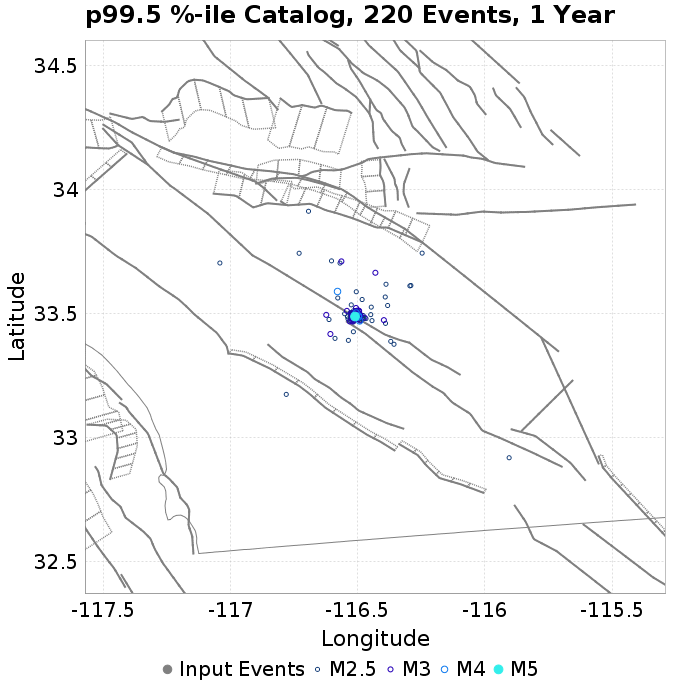 p99.5 %-ile Catalog, 220 Events, 1 Year
34.5
34
33.5
33
32.5
Latitude
-117.5 -117 -116.5 -116 -115.5
Longitude
Input Events M2.5 M3 M4 M5